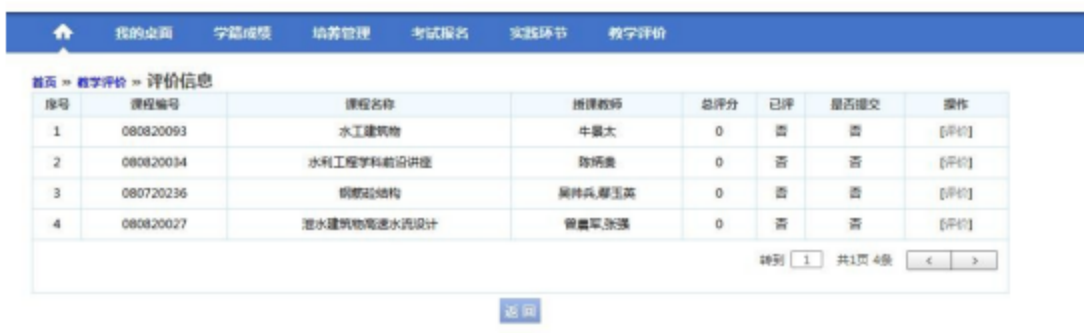 我的桌面 学籍成绩 培养管理 考试报名 实践环节 教学评价
首页 » 教学评价 » 评价信息
序号 课程编号 课程名称 授课教师 总评分 已评 是否提交 操作
1 080820093 水工建筑物 牛景太 0 否 否 [评价]
2 080820034 水利工程学科前沿讲座 0 否 否 [评价]
3 080720236 钢筋砼结构 0 否 否 [评价]
4 080820027 泄水建筑物高速水流设计 0 否 否 [评价]
转到 1 共1页 4条 < >
返回